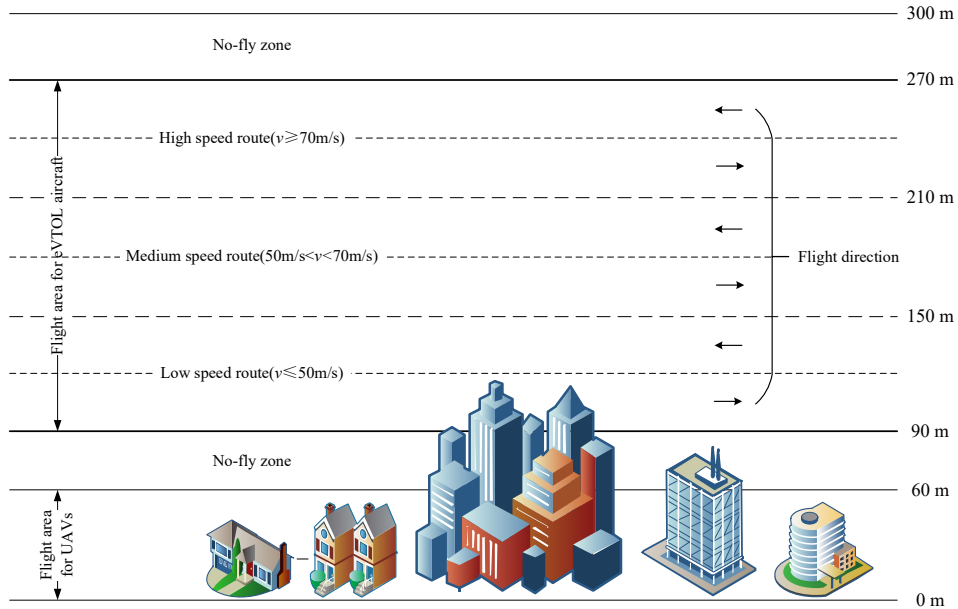 300 m
No-fly zone
270 m
High speed route(v≥70m/s)
210 m
Medium speed route(50m/s<v<70m/s)
Flight direction
Flight area for eVTOL aircraft
150 m
Low speed route(v≤50m/s)
90 m
No-fly zone
60 m
Flight area
for UAVs
0 m